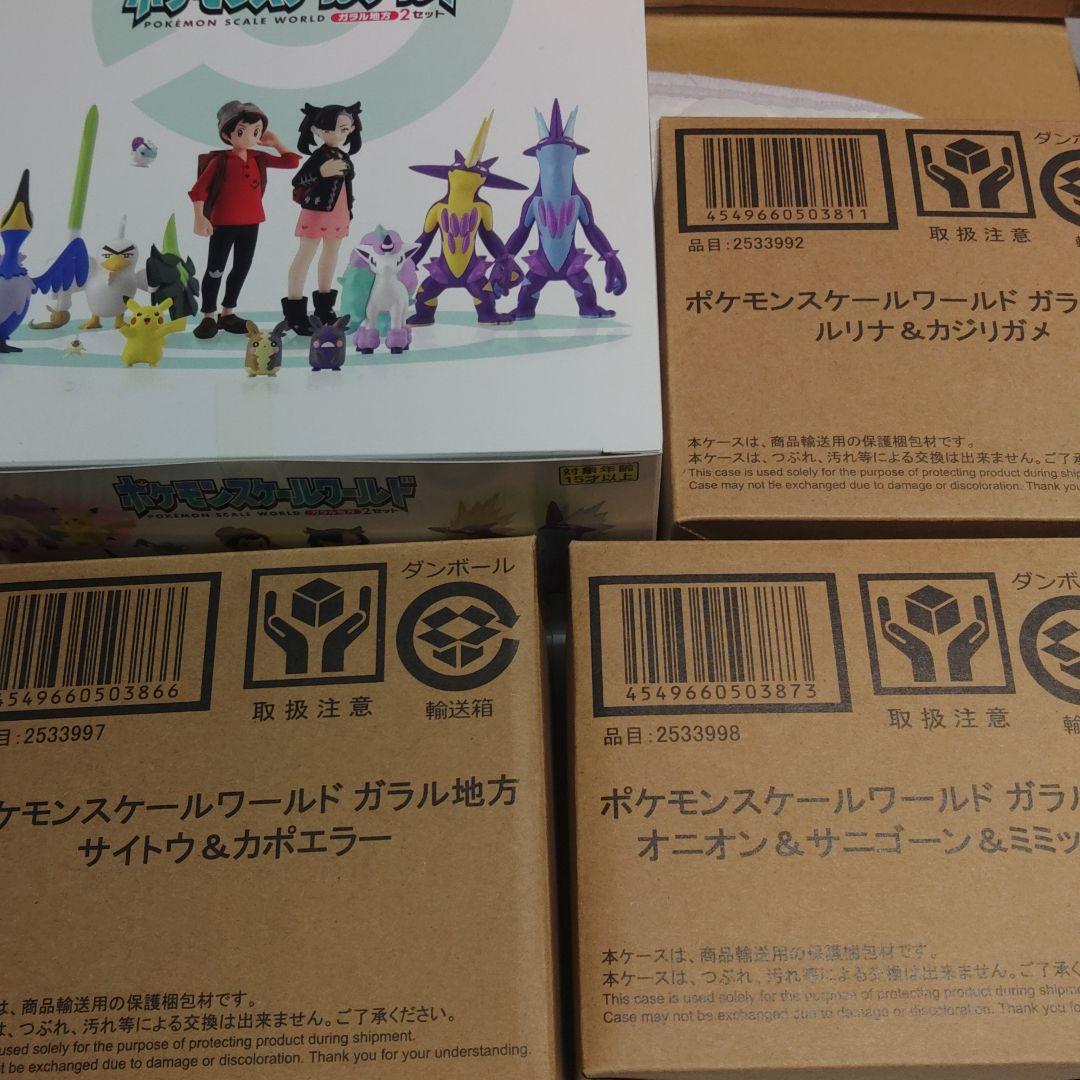 ポケモンスケールワールド
POKÉMON SCALE WORLD ガラル地方 2セット
ポケモンスケールワールド
POKÉMON SCALE WORLD ガラル地方 2セット
対象年齢
15才以上
4549660503811
取扱注意
ダンボ
品目:2533992
ポケモンスケールワールド ガラ
ルリナ&カジリガメ
本ケースは、商品輸送用の保護梱包材です。
本ケースは、つぶれ、汚れ等による交換は出来ません。ご了
This case is used solely for the purpose of protecting product during
Case may not be exchanged due to damage or discoloration. Thank you
4549660503866
取扱注意
ダンボール
輸送箱
目:2533997
ケモンスケールワールド ガラル地方
サイトウ&カポエラー
は、商品輸送用の保護梱包材です。
は、つぶれ、汚れ等による交換は出来ません。ご了承ください。
used solely for the purpose of protecting product during shipment.
be exchanged due to damage or discoloration. Thank you for your understanding.
4549660503873
取扱注意
ダンボー
輸
品目:2533998
ポケモンスケールワールド ガラル
オニオン&サニゴーン&ミミッ
本ケースは、商品輸送用の保護梱包材です。
本ケースは、つぶれ、汚れ等による交換は出来ません。ご了承く
This case is used solely for the purpose of protecting product during shipmen
Case may not be exchanged due to damage or discoloration. Thank you fo